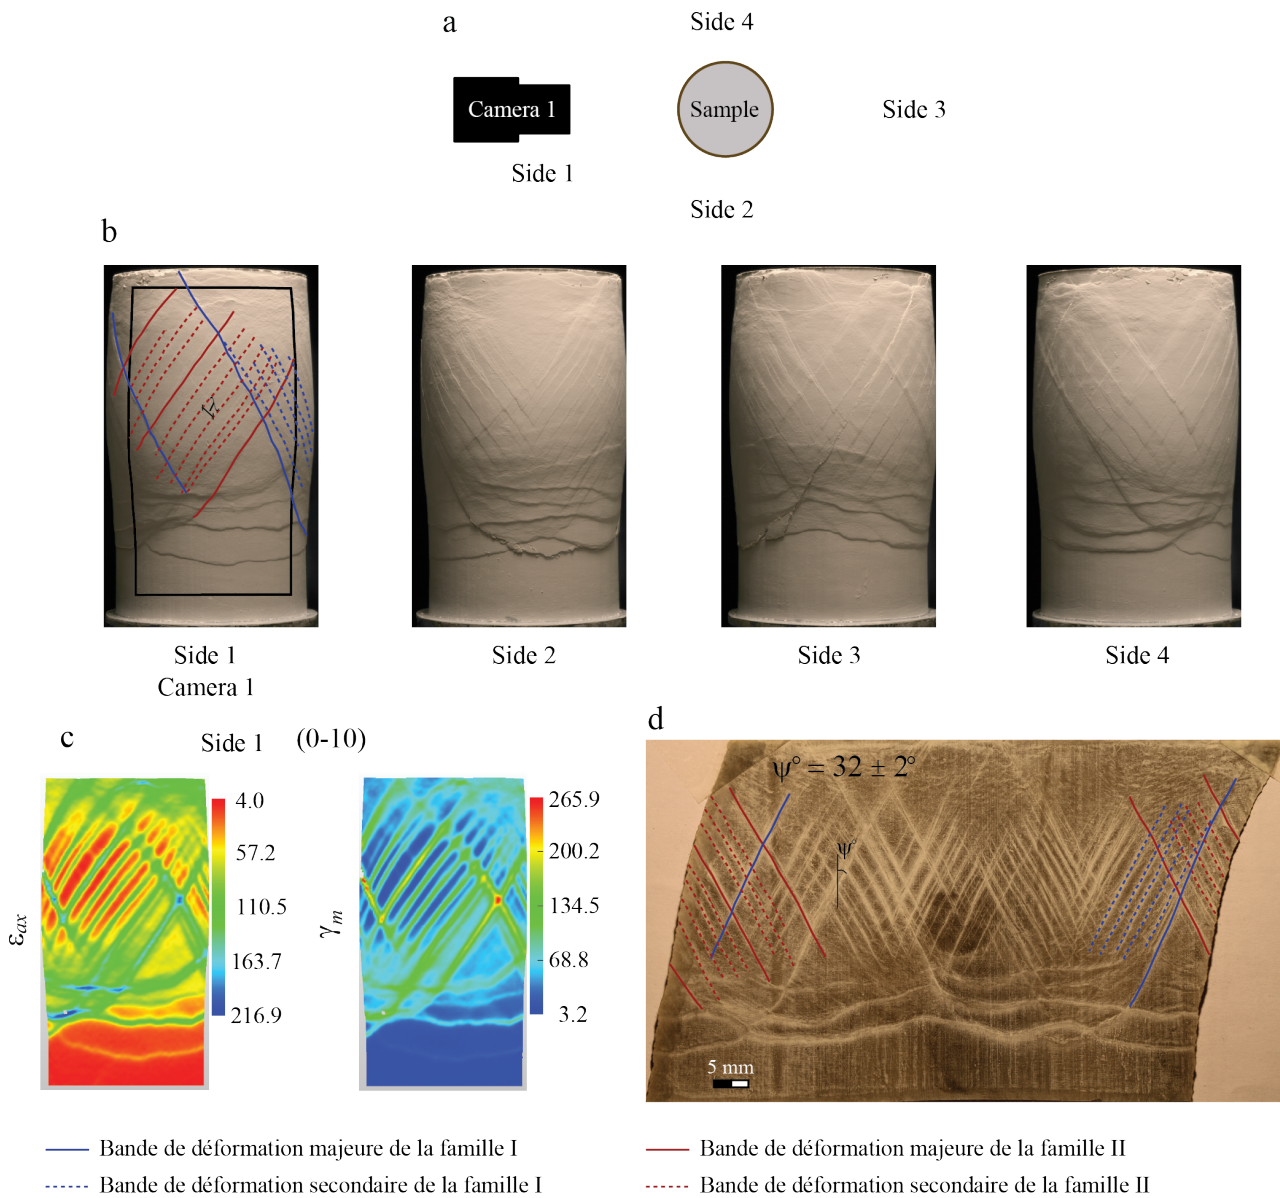 a
Side 4
Camera 1
Sample
Side 3
Side 1
Side 2
b
Side 1
Camera 1
Side 2
Side 3
Side 4
c
Side 1
(0-10)
εax
4.0
57.2
110.5
163.7
216.9
γm
265.9
200.2
134.5
68.8
3.2
d
ψ° = 32 ± 2°
ψ°
5 mm
Bande de déformation majeure de la famille I
Bande de déformation majeure de la famille II
Bande de déformation secondaire de la famille I
Bande de déformation secondaire de la famille II